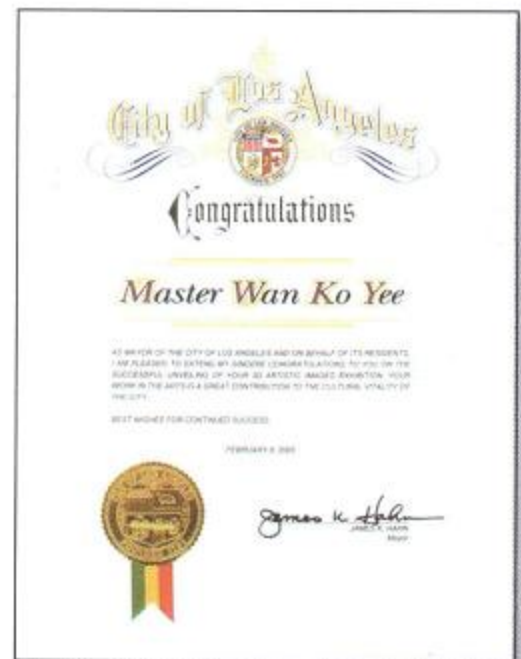 City of Los Angeles
Congratulations
Master Wan Ko Yee
AS MAYOR OF THE CITY OF LOS ANGELES AND ON BEHALF OF ITS RESIDENTS,
I AM PLEASED TO EXTEND MY SINCERE CONGRATULATIONS TO YOU ON THE
SUCCESSFUL UNVEILING OF YOUR 3D ARTISTIC IMAGES EXHIBITION. YOUR
WORK IN THE ARTS IS A GREAT CONTRIBUTION TO THE CULTURAL VITALITY OF
THE CITY.
BEST WISHES FOR CONTINUED SUCCESS.
FEBRUARY
James K. Hahn
JAMES K. HAHN
Mayor